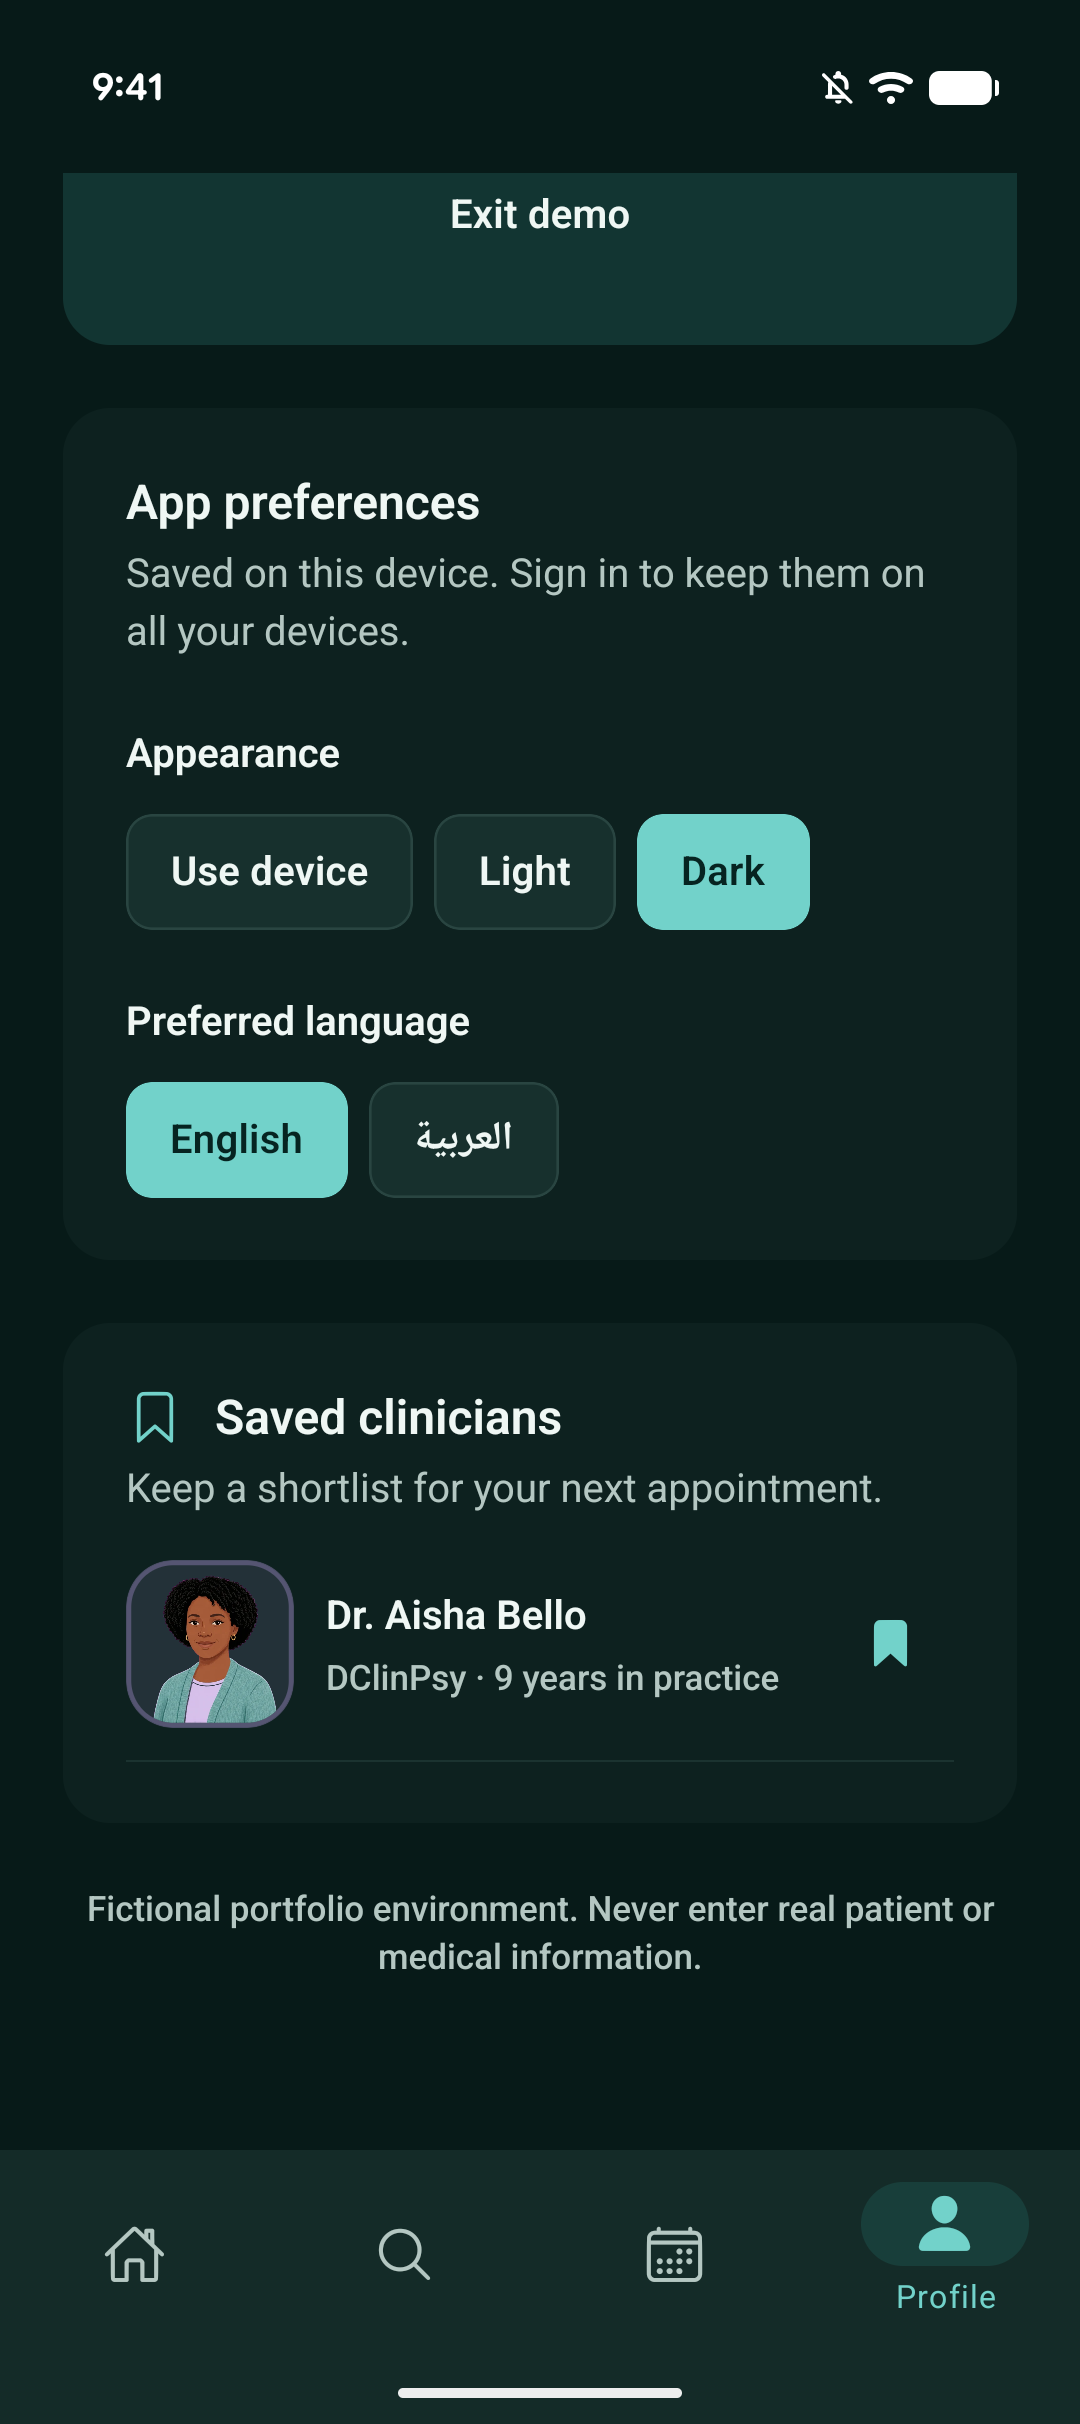 9:41
Exit demo
App preferences
Saved on this device. Sign in to keep them on
all your devices.
Appearance
Use device
Light
Dark
Preferred language
English
العربية
Saved clinicians
Keep a shortlist for your next appointment.
Dr. Aisha Bello
DClinPsy · 9 years in practice
Fictional portfolio environment. Never enter real patient or
medical information.
Profile